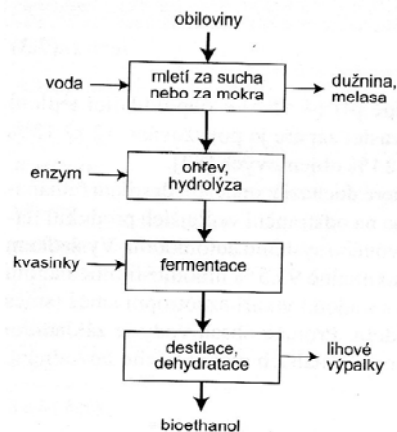 obiloviny
voda
mletí za sucha
nebo za mokra
dužnina,
melasa
enzym
ohřev,
hydrolýza
kvasinky
fermentace
destilace,
dehydratace
lihové
výpalky
bioethanol